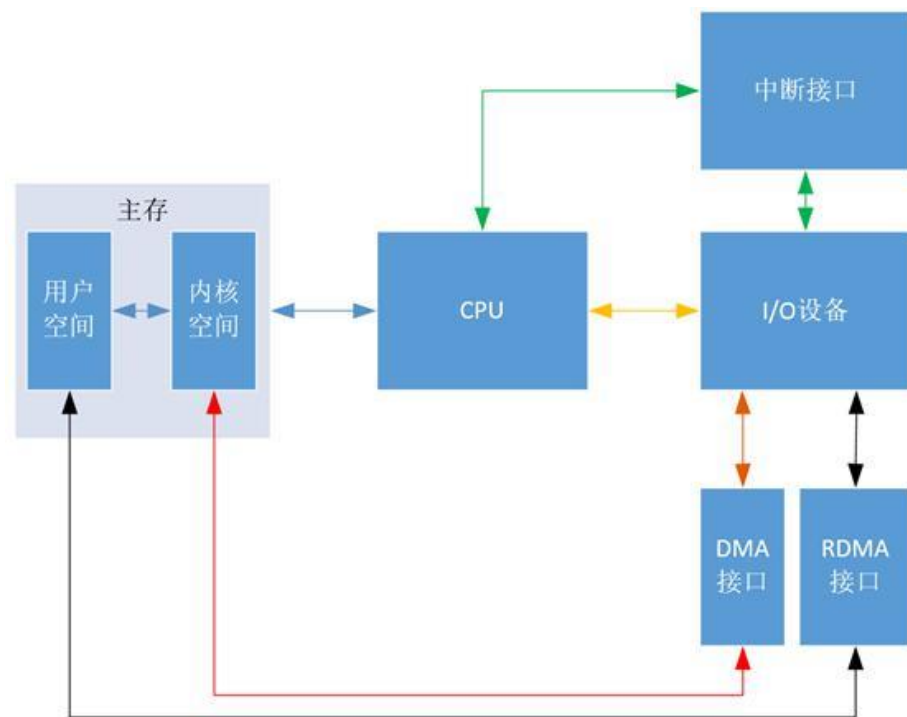 中断接口
主存
用户
空间
内核
空间
CPU
I/O设备
DMA
接口
RDMA
接口